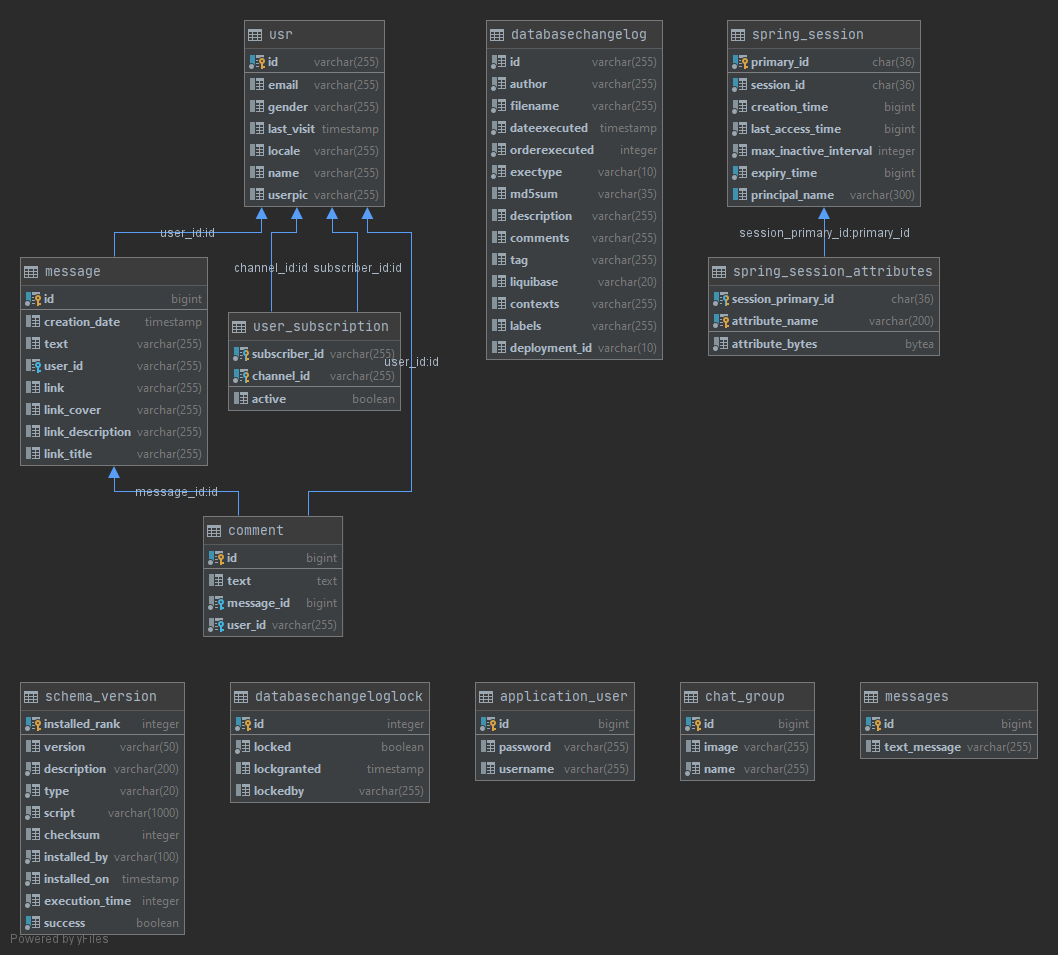 usr
id varchar(255)
email varchar(255)
gender varchar(255)
last_visit timestamp
locale varchar(255)
name varchar(255)
userpic varchar(255)
databasechangelog
id varchar(255)
author varchar(255)
filename varchar(255)
dateexecuted timestamp
orderexecuted integer
exectype varchar(10)
md5sum varchar(35)
description varchar(255)
comments varchar(255)
tag varchar(255)
liquibase varchar(20)
contexts varchar(255)
labels varchar(255)
deployment_id varchar(10)
spring_session
primary_id char(36)
session_id char(36)
creation_time bigint
last_access_time bigint
max_inactive_interval integer
expiry_time bigint
principal_name varchar(300)
user_id:id
channel_id:id
subscriber_id:id
session_primary_id:primary_id
message
id bigint
creation_date timestamp
text varchar(255)
user_id varchar(255)
link varchar(255)
link_cover varchar(255)
link_description varchar(255)
link_title varchar(255)
user_subscription
subscriber_id varchar(255)
channel_id varchar(255)
active boolean
user_id:id
spring_session_attributes
session_primary_id char(36)
attribute_name varchar(200)
attribute_bytes bytea
message_id:id
comment
id bigint
text text
message_id bigint
user_id varchar(255)
schema_version
installed_rank integer
version varchar(50)
description varchar(200)
type varchar(20)
script varchar(1000)
checksum integer
installed_by varchar(100)
installed_on timestamp
execution_time integer
success boolean
databasechangeloglock
id integer
locked boolean
lockgranted timestamp
lockedby varchar(255)
application_user
id bigint
password varchar(255)
username varchar(255)
chat_group
id bigint
image varchar(255)
name varchar(255)
messages
id bigint
text_message varchar(255)
Powered by yFiles